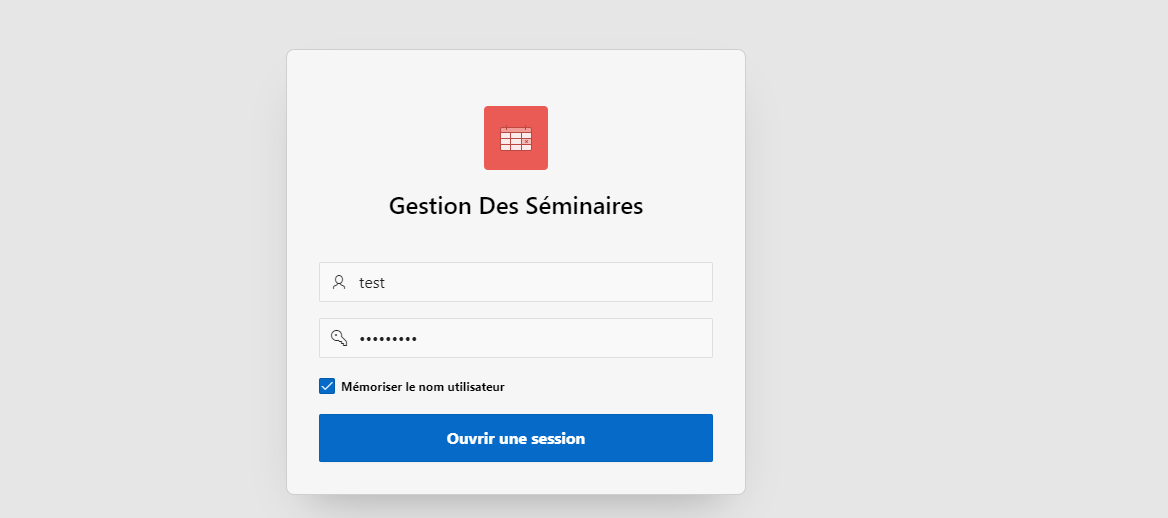 Gestion Des Séminaires
test
•••••••••
Mémoriser le nom utilisateur
Ouvrir une session